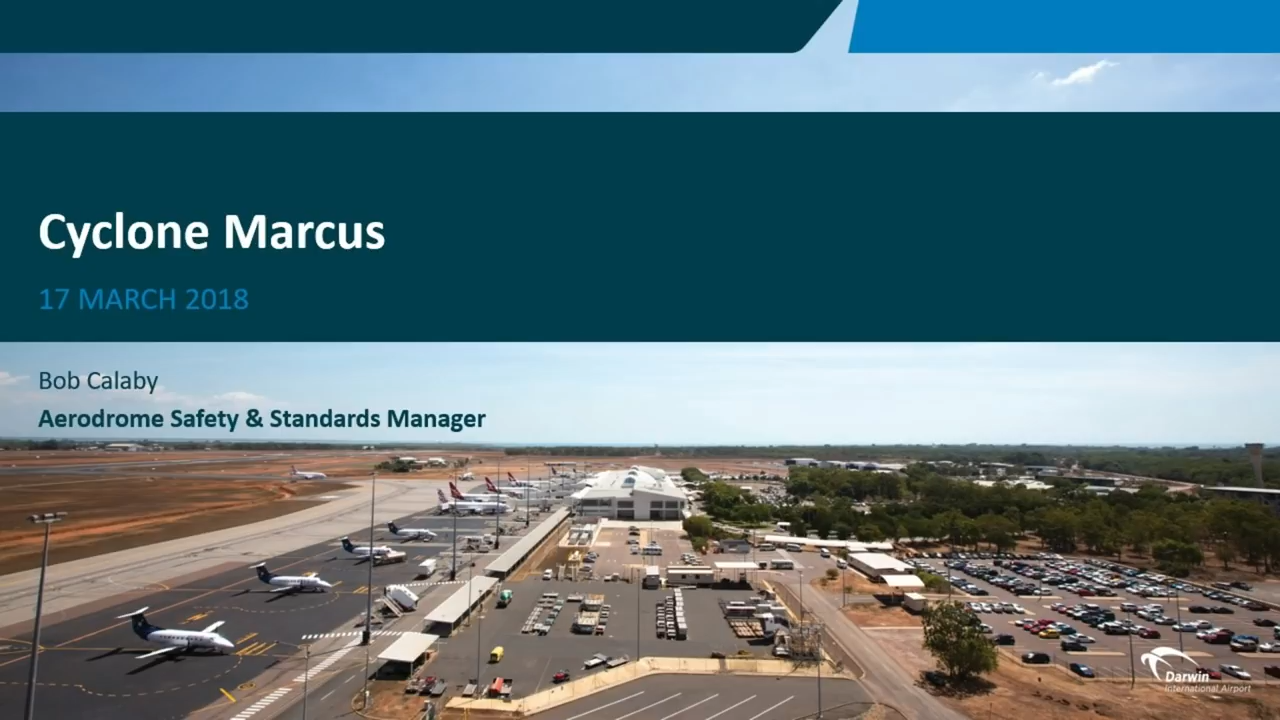 Cyclone Marcus
17 MARCH 2018
Bob Calaby
Aerodrome Safety & Standards Manager
Darwin
International Airport